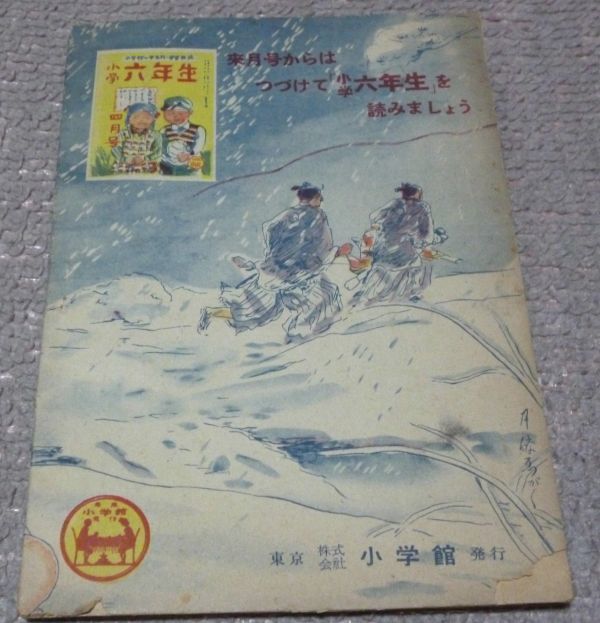 来月号からは
つづけて「小学六年生」を
読みましょう
小学 六年生
四月号
小学館
東京 株式会社 小学館 発行